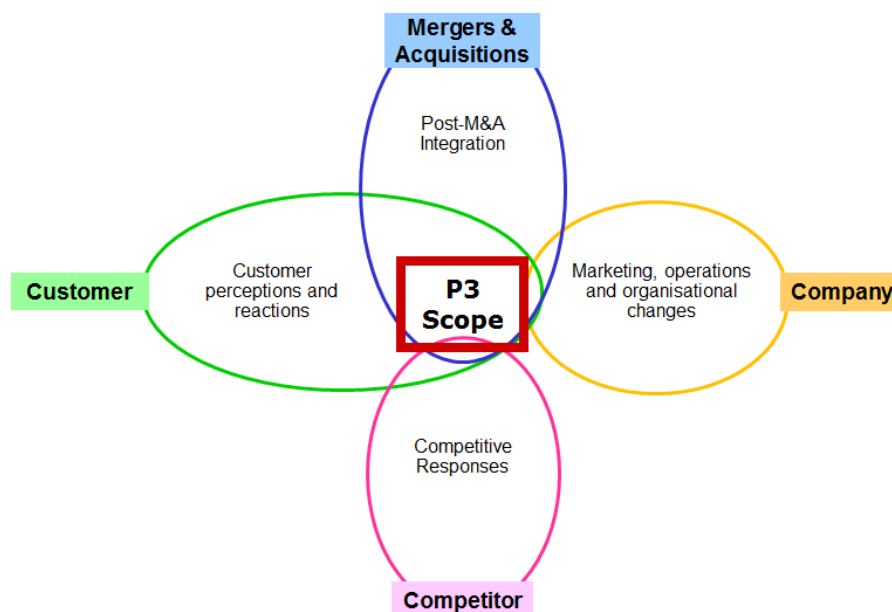 Mergers &
Acquisitions
Post-M&A
Integration
Customer
Customer
perceptions and
reactions
P3
Scope
Marketing, operations
and organisational
changes
Company
Competitive
Responses
Competitor